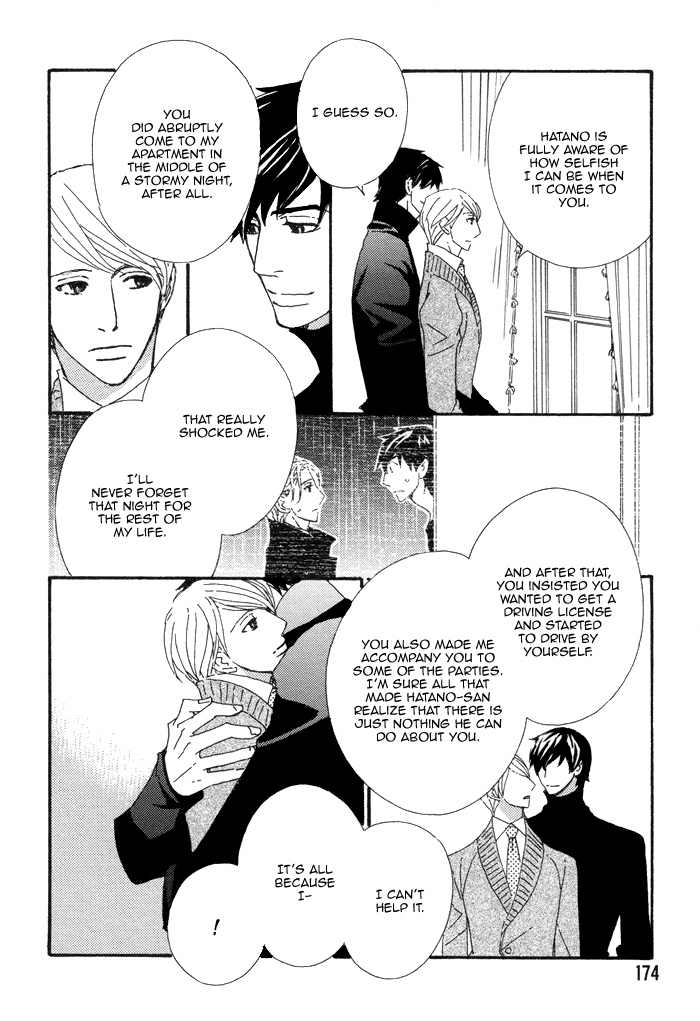 HATANO IS
FULLY AWARE OF
HOW SELFISH
I CAN BE WHEN
IT COMES TO
YOU.
I GUESS SO.
YOU
DID ABRUPTLY
COME TO MY
APARTMENT IN
THE MIDDLE OF
A STORMY NIGHT,
AFTER ALL.
THAT REALLY
SHOCKED ME.
I'LL
NEVER FORGET
THAT NIGHT FOR
THE REST OF
MY LIFE.
AND AFTER THAT,
YOU INSISTED YOU
WANTED TO GET A
DRIVING LICENSE
AND STARTED
TO DRIVE BY
YOURSELF.
YOU ALSO MADE ME
ACCOMPANY YOU TO
SOME OF THE PARTIES.
I'M SURE ALL THAT
MADE HATANO-SAN
REALIZE THAT THERE IS
JUST NOTHING HE CAN
DO ABOUT YOU.
I CAN'T
HELP IT.
IT'S ALL
BECAUSE
I-
!
174